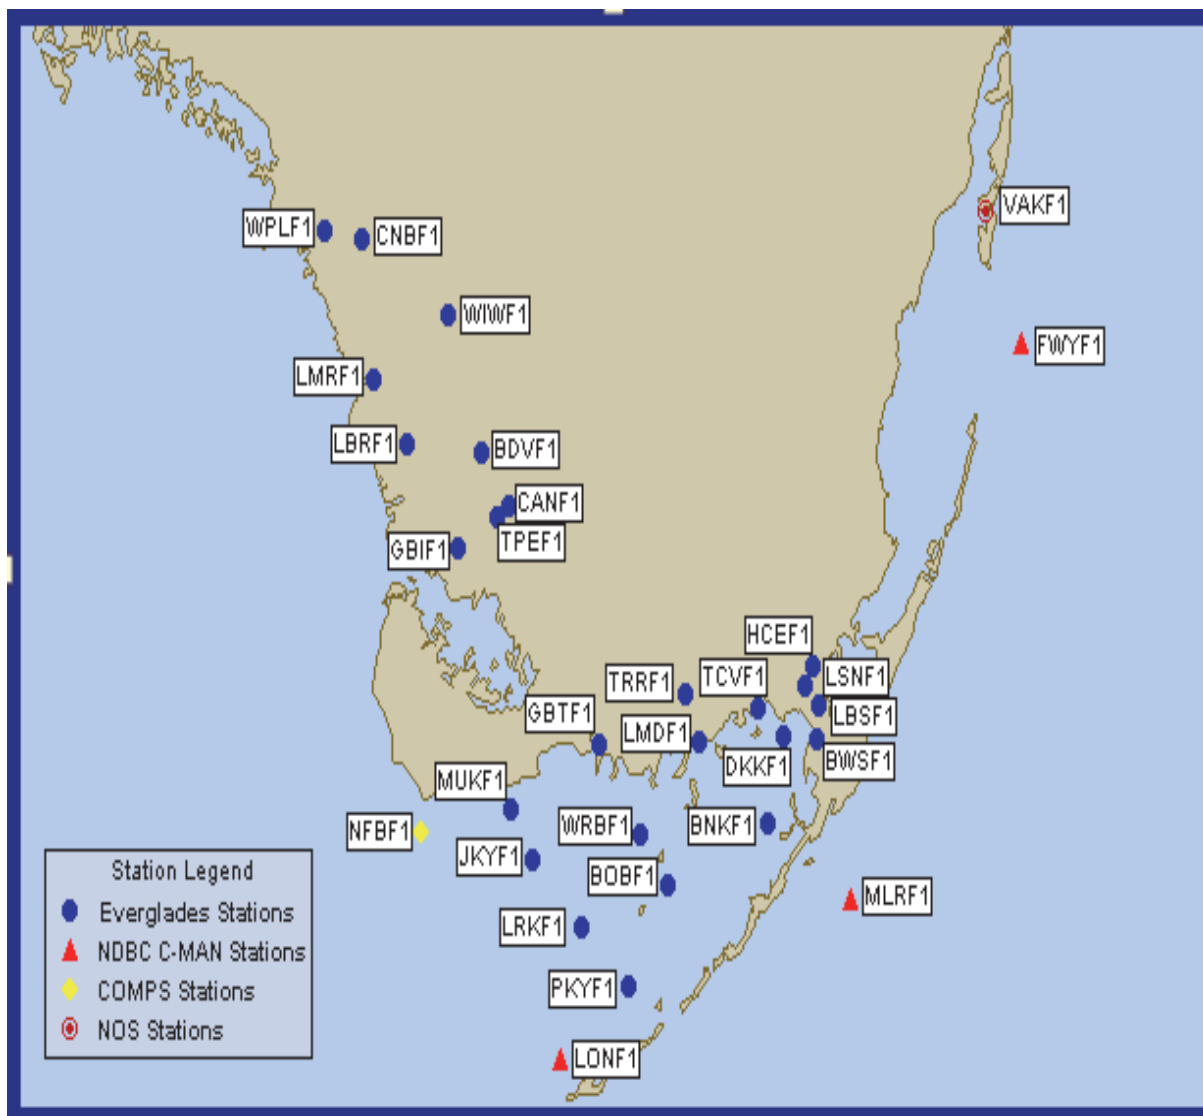 VAKF1
WPLF1
CNBF1
WIWF1
FWYF1
LMRF1
LBRF1
BDVF1
CANF1
TPEF1
GBIF1
HCEF1
LSNF1
TRRF1
TCVF1
LBSF1
GBTF1
LMDF1
DKKF1
BWSF1
MUKF1
NFBF1
WRBF1
BNKF1
JKYF1
BOBF1
MLRF1
LRKF1
PKYF1
LONF1
Station Legend
Everglades Stations
NDBC C-MAN Stations
COMPS Stations
NOS Stations